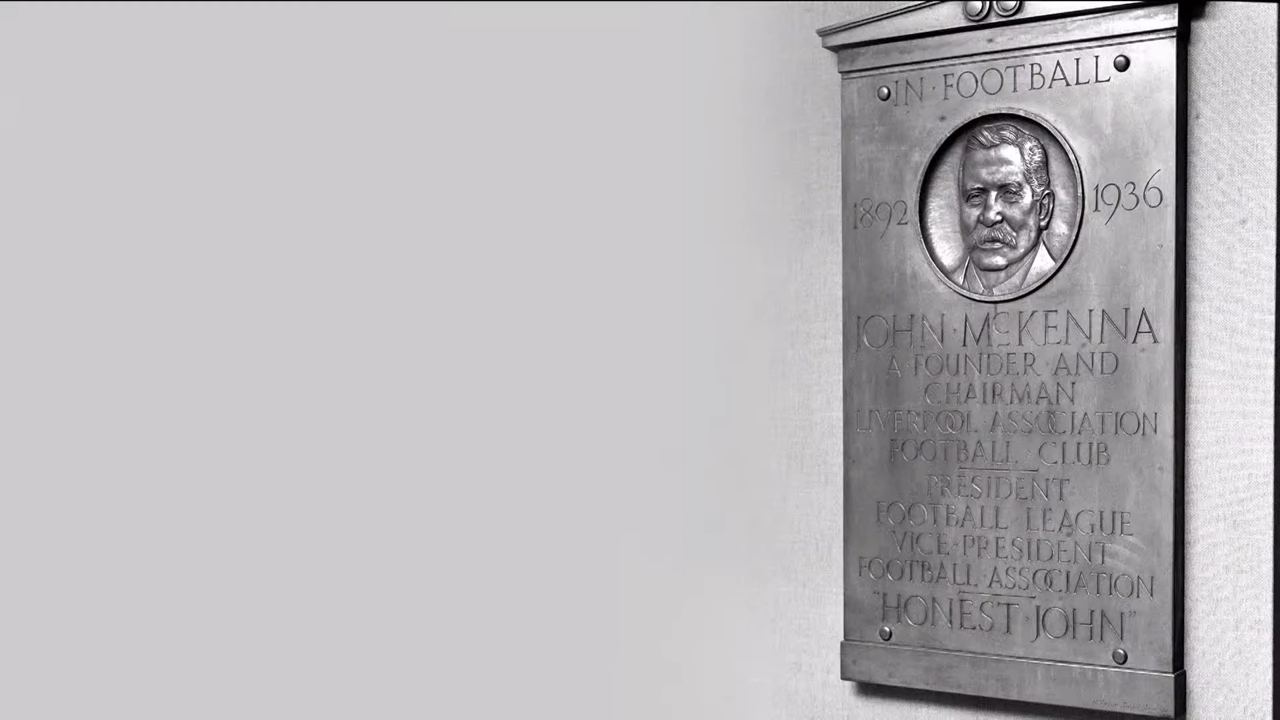 IN·FOOTBALL
1892 1936
JOHN·McKENNA
A·FOUNDER·AND
CHAIRMAN
LIVERPOOL·ASSOCIATION
FOOTBALL·CLUB
PRESIDENT
FOOTBALL LEAGUE
VICE·PRESIDENT
FOOTBALL·ASSOCIATION
"HONEST·JOHN"